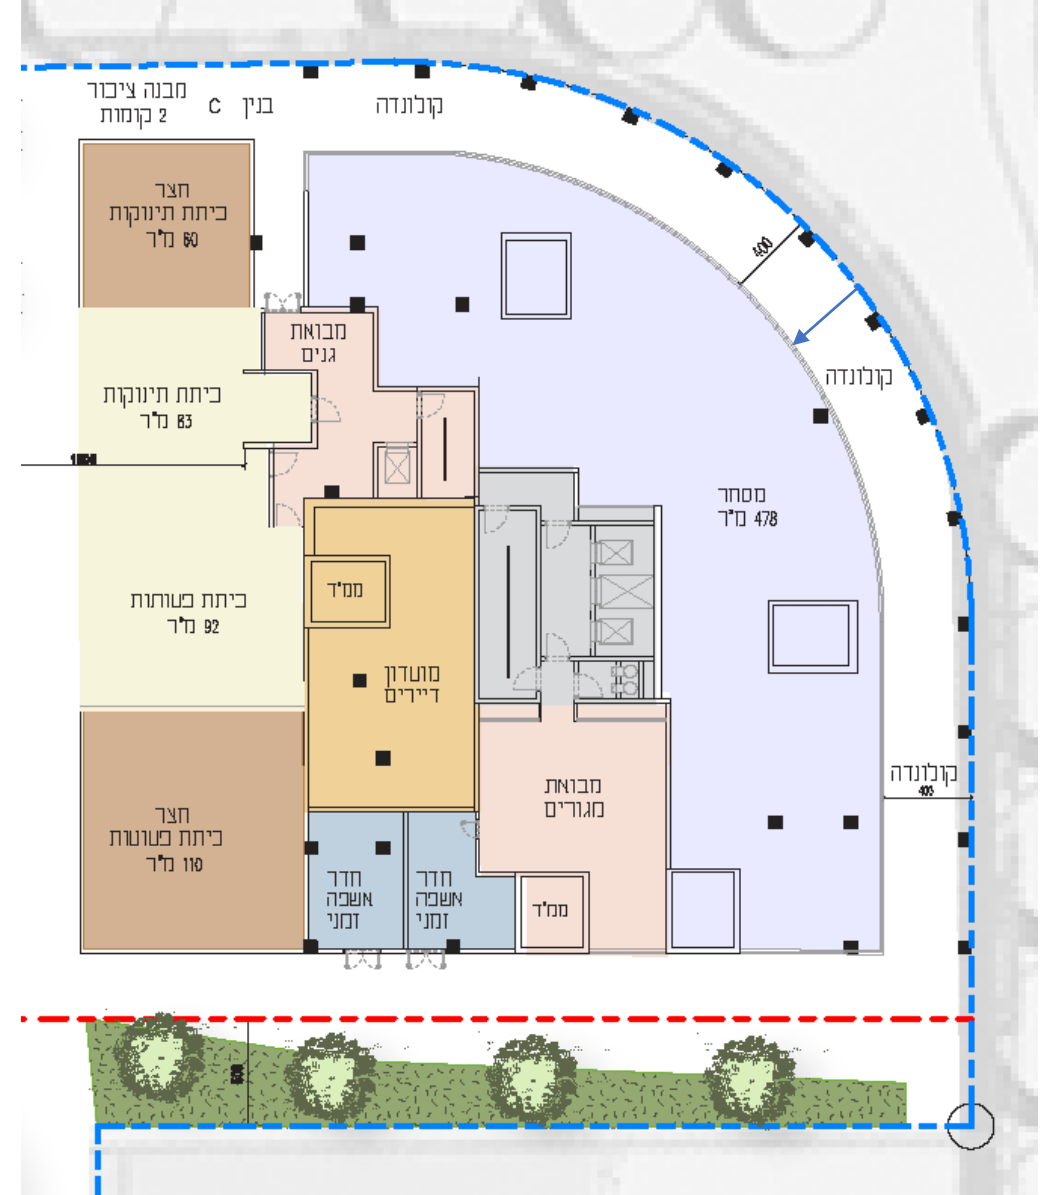 מבנה ציבור
2 קומות
בנין C
קולונדה
חצר
כיתת תינוקות
60 מ"ר
400
מבואת
גנים
קולונדה
כיתת תינוקות
83 מ"ר
מסחר
478 מ"ר
ממ"ד
כיתת פעוטות
92 מ"ר
מועדון
דיירים
קולונדה
400
מבואת
מגורים
חצר
כיתת פעוטות
110 מ"ר
חדר
אשפה
זמני
חדר
אשפה
זמני
ממ"ד